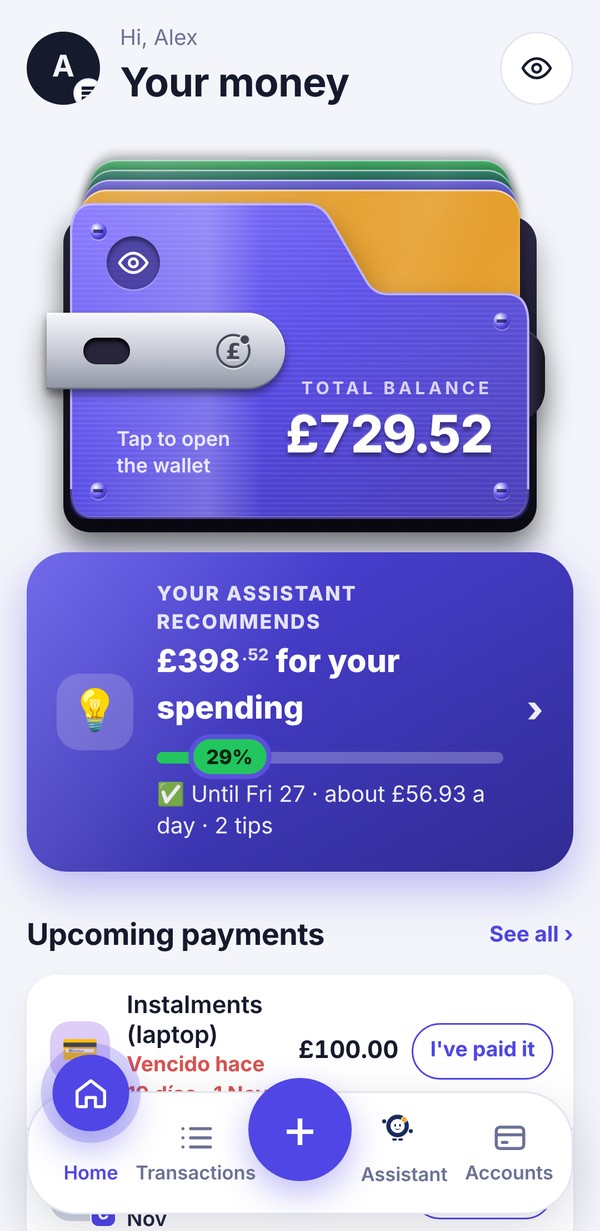 A
Hi, Alex
Your money
£
TOTAL BALANCE
£729.52
Tap to open
the wallet
YOUR ASSISTANT
RECOMMENDS
£398.52 for your
spending
29%
✅ Until Fri 27 · about £56.93 a
day · 2 tips
Upcoming payments
See all ›
Instalments
(laptop)
£100.00
I've paid it
Vencido hace
Home
Transactions
+
Assistant
Accounts
Nov